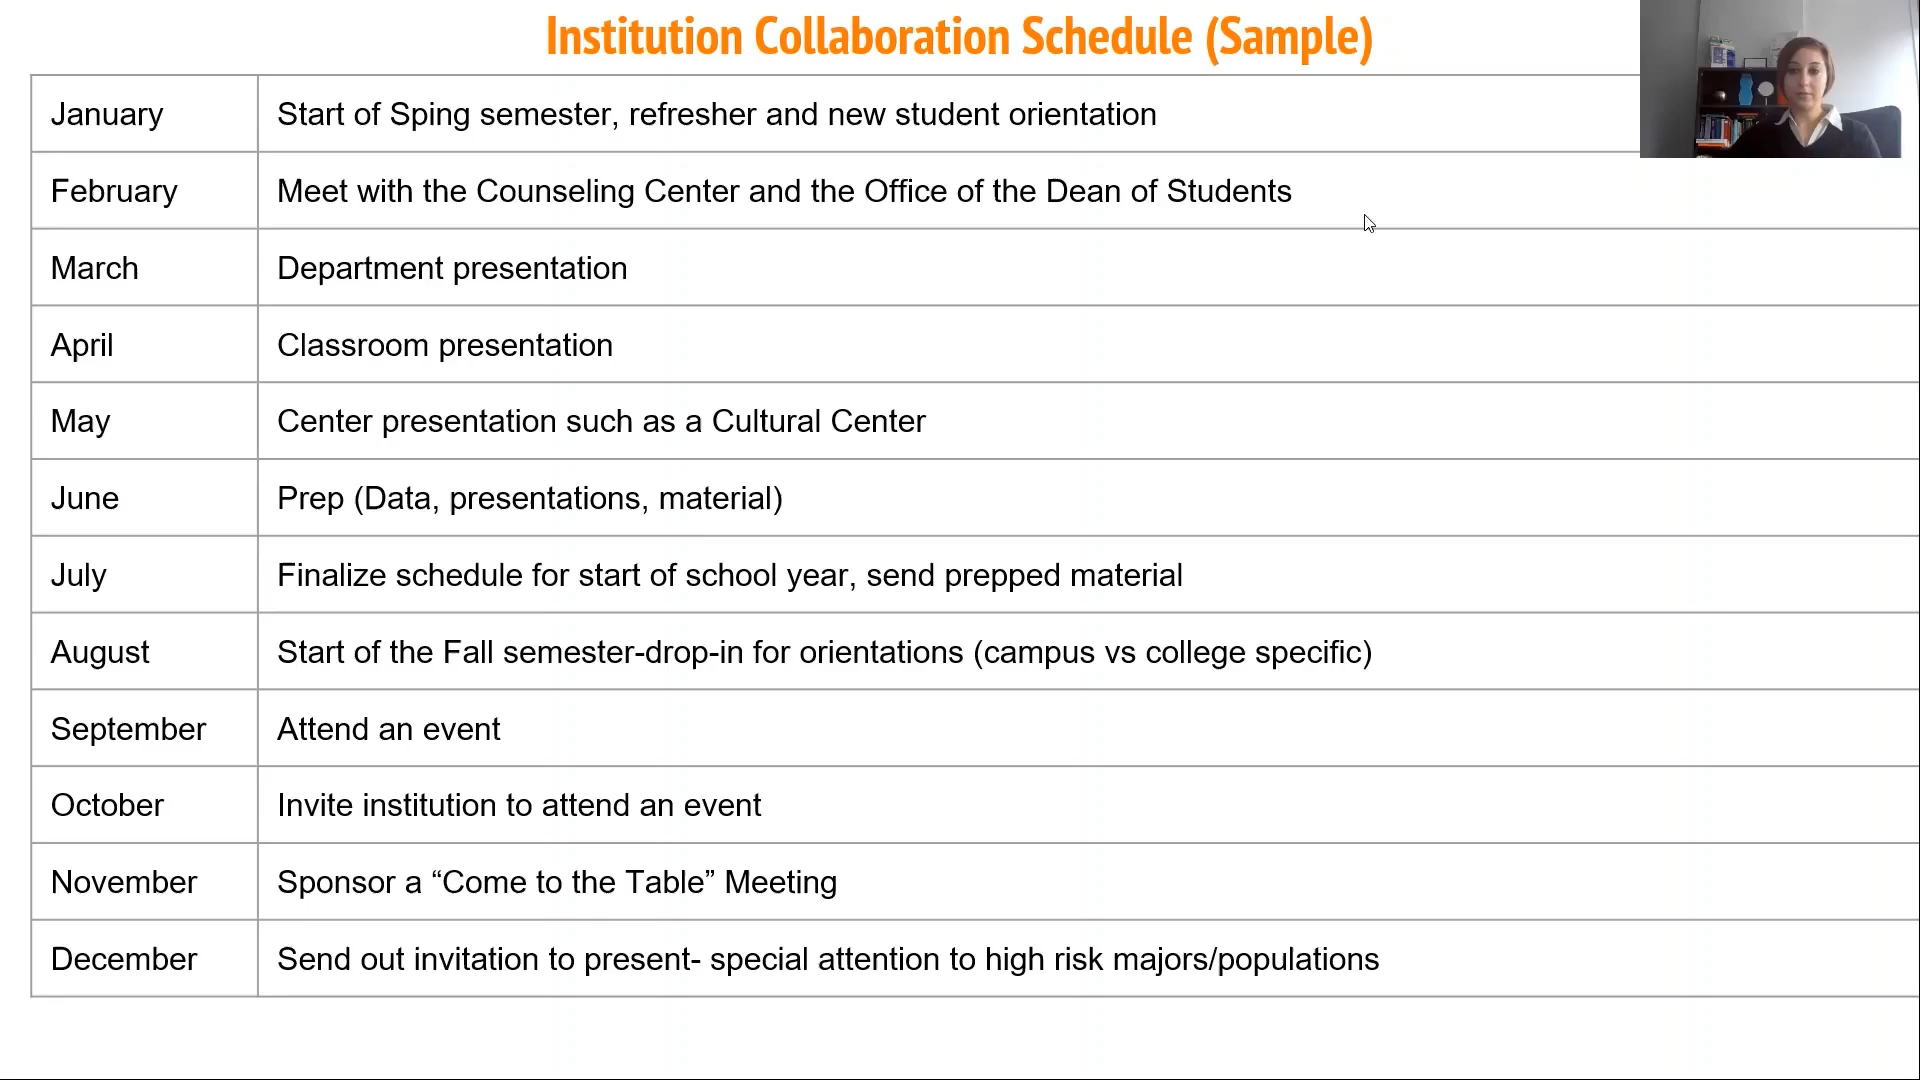 Institution Collaboration Schedule (Sample)
January Start of Sping semester, refresher and new student orientation
February Meet with the Counseling Center and the Office of the Dean of Students
March Department presentation
April Classroom presentation
May Center presentation such as a Cultural Center
June Prep (Data, presentations, material)
July Finalize schedule for start of school year, send prepped material
August Start of the Fall semester-drop-in for orientations (campus vs college specific)
September Attend an event
October Invite institution to attend an event
November Sponsor a “Come to the Table” Meeting
December Send out invitation to present- special attention to high risk majors/populations